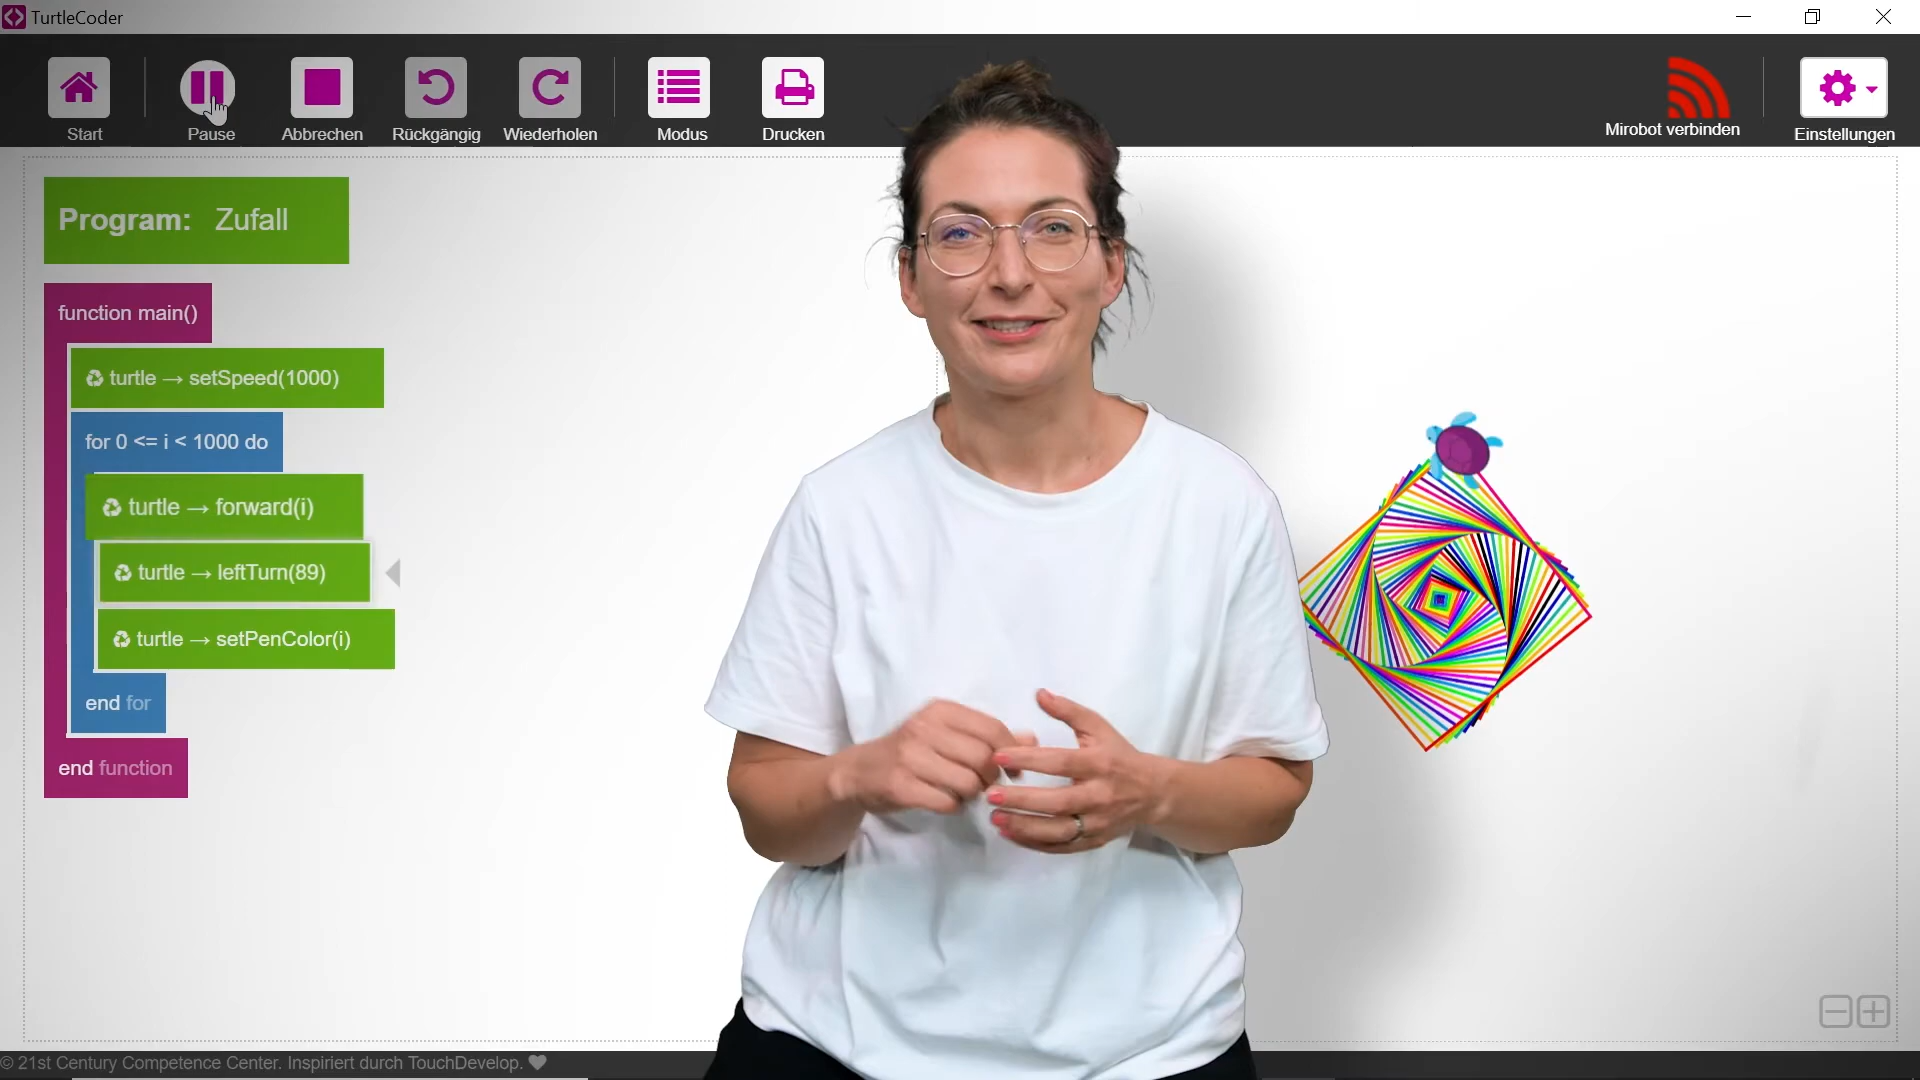 TurtleCoder
Start
Pause
Abbrechen
Rückgängig
Wiederholen
Modus
Drucken
Mirobot verbinden
Einstellungen
Program: Zufall
function main()
turtle → setSpeed(1000)
for 0 <= i < 1000 do
turtle → forward(i)
turtle → leftTurn(89)
turtle → setPenColor(i)
end for
end function
© 21st Century Competence Center. Inspiriert durch TouchDevelop.